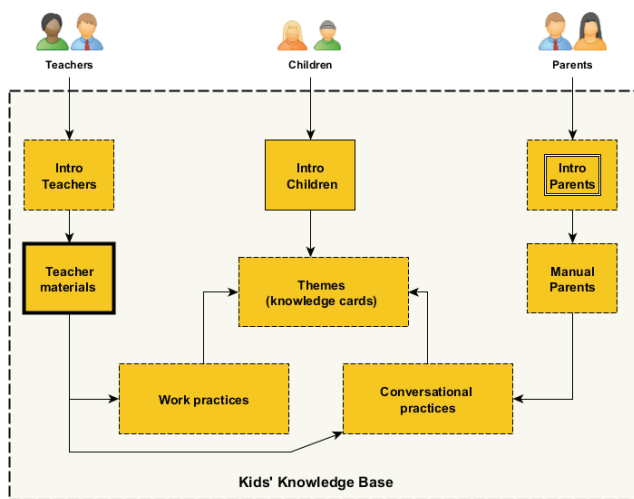 Teachers
Children
Parents
Intro
Teachers
Intro
Children
Intro
Parents
Teacher
materials
Themes
(knowledge cards)
Manual
Parents
Work practices
Conversational
practices
Kids' Knowledge Base